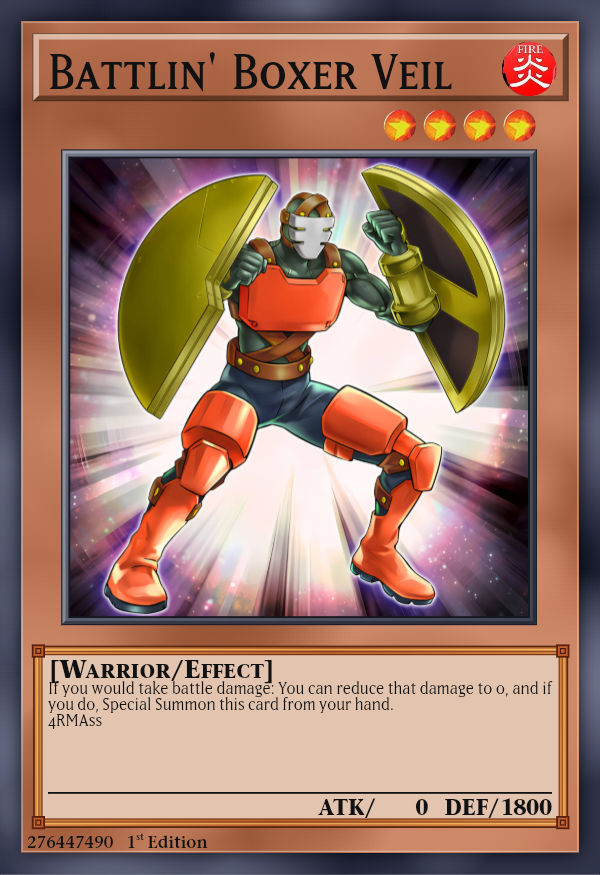 Battlin' Boxer Veil
FIRE
炎
[Warrior/Effect]
If you would take battle damage: You can reduce that damage to 0, and if
you do, Special Summon this card from your hand.
4RMAss
ATK/ 0 DEF/1800
276447490 1st Edition